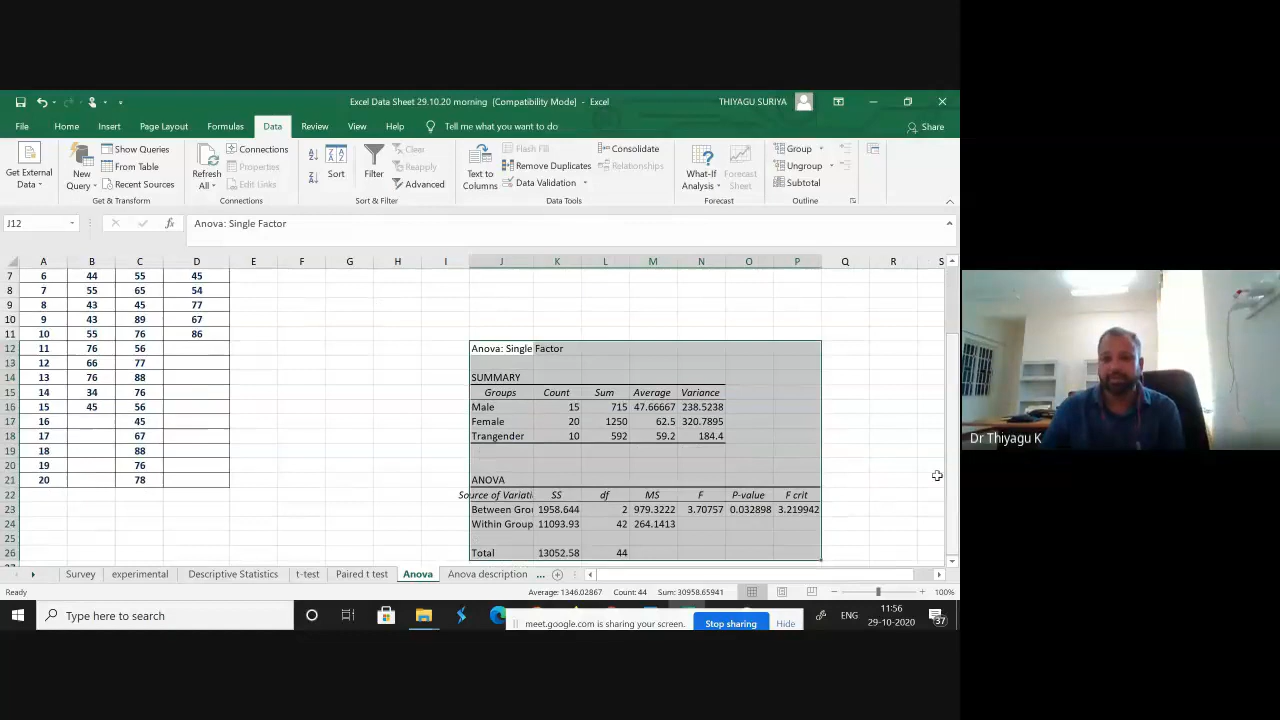 Excel Data Sheet 29.10.20 morning [Compatibility Mode] - Excel
THIYAGU SURIYA
File Home Insert Page Layout Formulas Data Review View Help Tell me what you want to do
Share
Get External Data
New Query
Show Queries
From Table
Recent Sources
Get & Transform
Refresh All
Connections
Properties
Edit Links
Connections
Sort
Filter
Clear
Reapply
Advanced
Sort & Filter
Text to Columns
Flash Fill
Remove Duplicates
Data Validation
Consolidate
Relationships
Data Tools
What-If Analysis
Forecast Sheet
Forecast
Group
Ungroup
Subtotal
Outline
J12
fx
Anova: Single Factor
A B C D E F G H I J K L M N O P Q R S
7 6 44 55 45
8 7 55 65 54
9 8 43 45 77
10 9 43 89 67
11 10 55 76 86
12 11 76 56 Anova: Single Factor
13 12 66 77
14 13 76 88 SUMMARY
15 14 34 76 Groups Count Sum Average Variance
16 15 45 56 Male 15 715 47.66667 238.5238
17 16 45 Female 20 1250 62.5 320.7895
18 17 67 Trangender 10 592 59.2 184.4
19 18 88
20 19 76
21 20 78 ANOVA
22 Source of Variati SS df MS F P-value F crit
23 Between Grou 1958.644 2 979.3222 3.70757 0.032898 3.219942
24 Within Group 11093.93 42 264.1413
25
26 Total 13052.58 44
Survey experimental Descriptive Statistics t-test Paired t test Anova Anova description ...
Ready
Average: 1346.02867 Count: 44 Sum: 30958.65941
100%
Type here to search
meet.google.com is sharing your screen.
Stop sharing
Hide
ENG
11:56
29-10-2020
37
Dr Thiyagu K